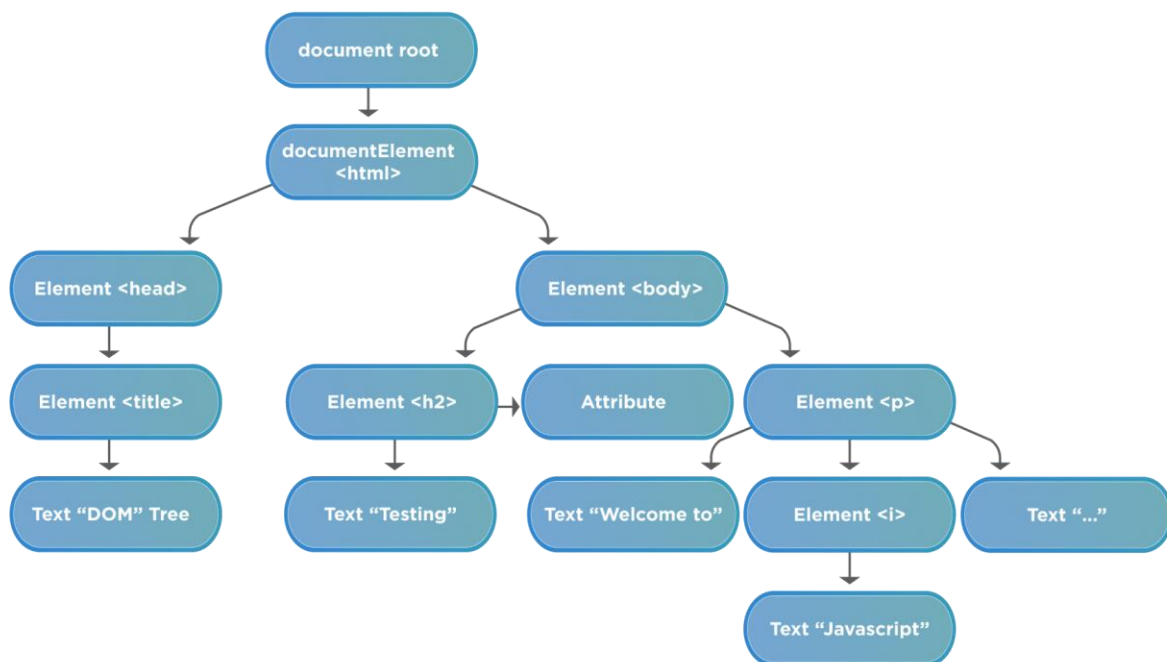 document root
documentElement
<html>
Element <head>
Element <body>
Element <title>
Element <h2>
Attribute
Element <p>
Text “DOM” Tree
Text “Testing”
Text “Welcome to”
Element <i>
Text “...”
Text “Javascript”